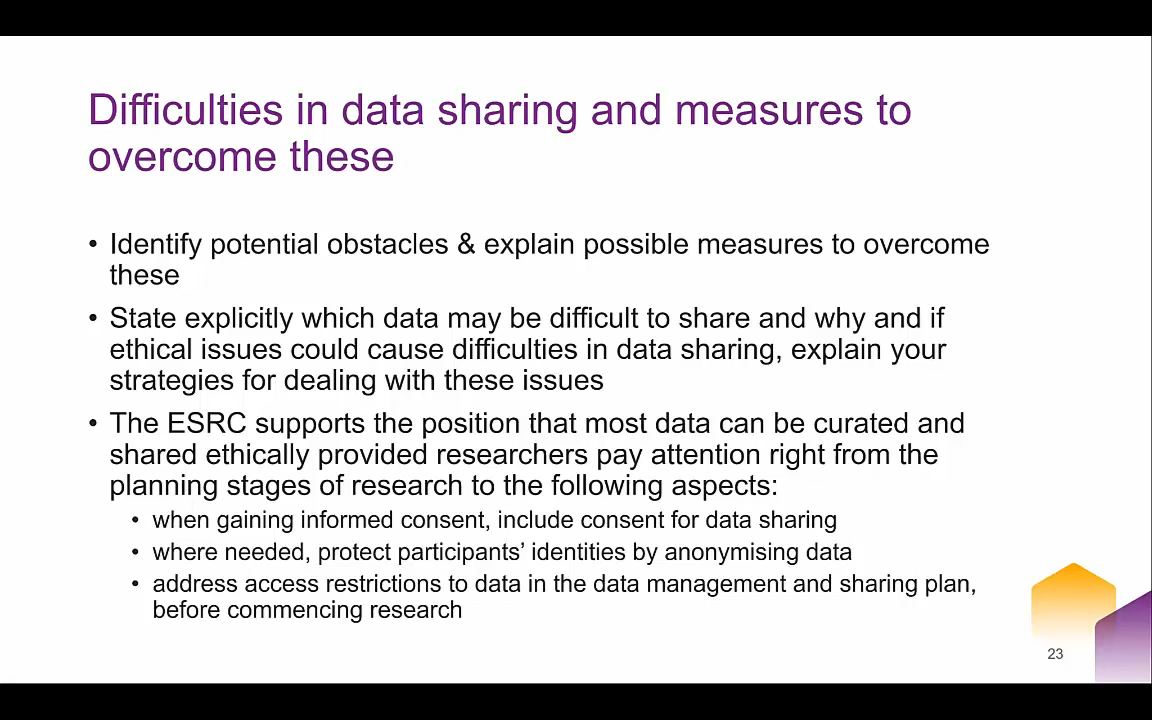 Difficulties in data sharing and measures to
overcome these
• Identify potential obstacles & explain possible measures to overcome
these
• State explicitly which data may be difficult to share and why and if
ethical issues could cause difficulties in data sharing, explain your
strategies for dealing with these issues
• The ESRC supports the position that most data can be curated and
shared ethically provided researchers pay attention right from the
planning stages of research to the following aspects:
• when gaining informed consent, include consent for data sharing
• where needed, protect participants’ identities by anonymising data
• address access restrictions to data in the data management and sharing plan,
before commencing research
23